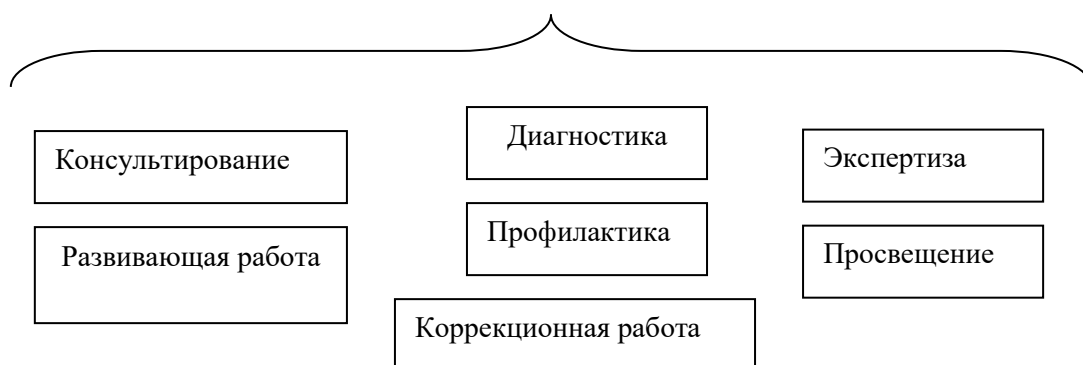 Консультирование
Диагностика
Экспертиза
Развивающая работа
Профилактика
Просвещение
Коррекционная работа